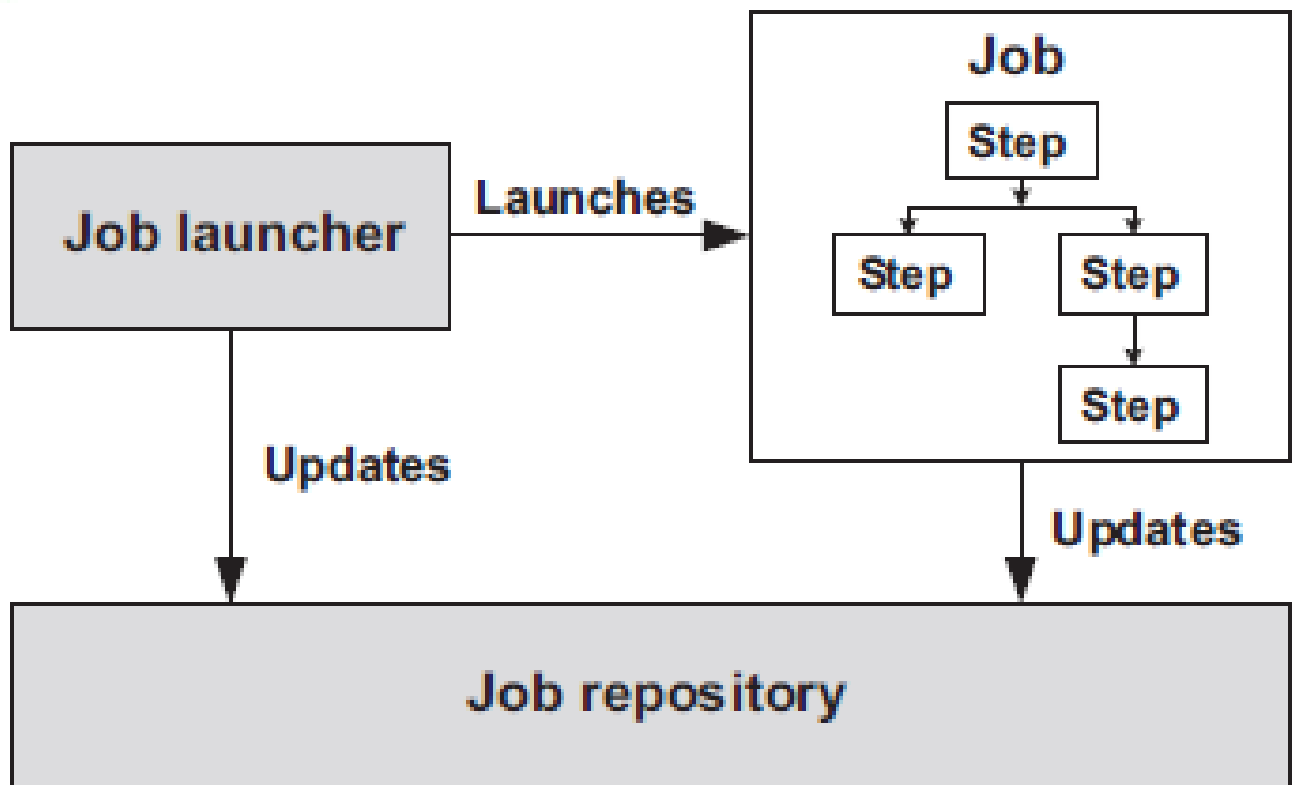 Job
Step
Job launcher
Launches
Step
Step
Step
Updates
Updates
Job repository